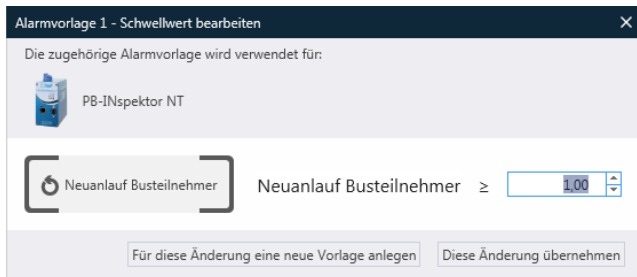 Alarmvorlage 1 - Schwellwert bearbeiten
Die zugehörige Alarmvorlage wird verwendet für:
PB-INspektor NT
Neuanlauf Busteilnehmer Neuanlauf Busteilnehmer ≥ 1,00
Für diese Änderung eine neue Vorlage anlegen Diese Änderung übernehmen